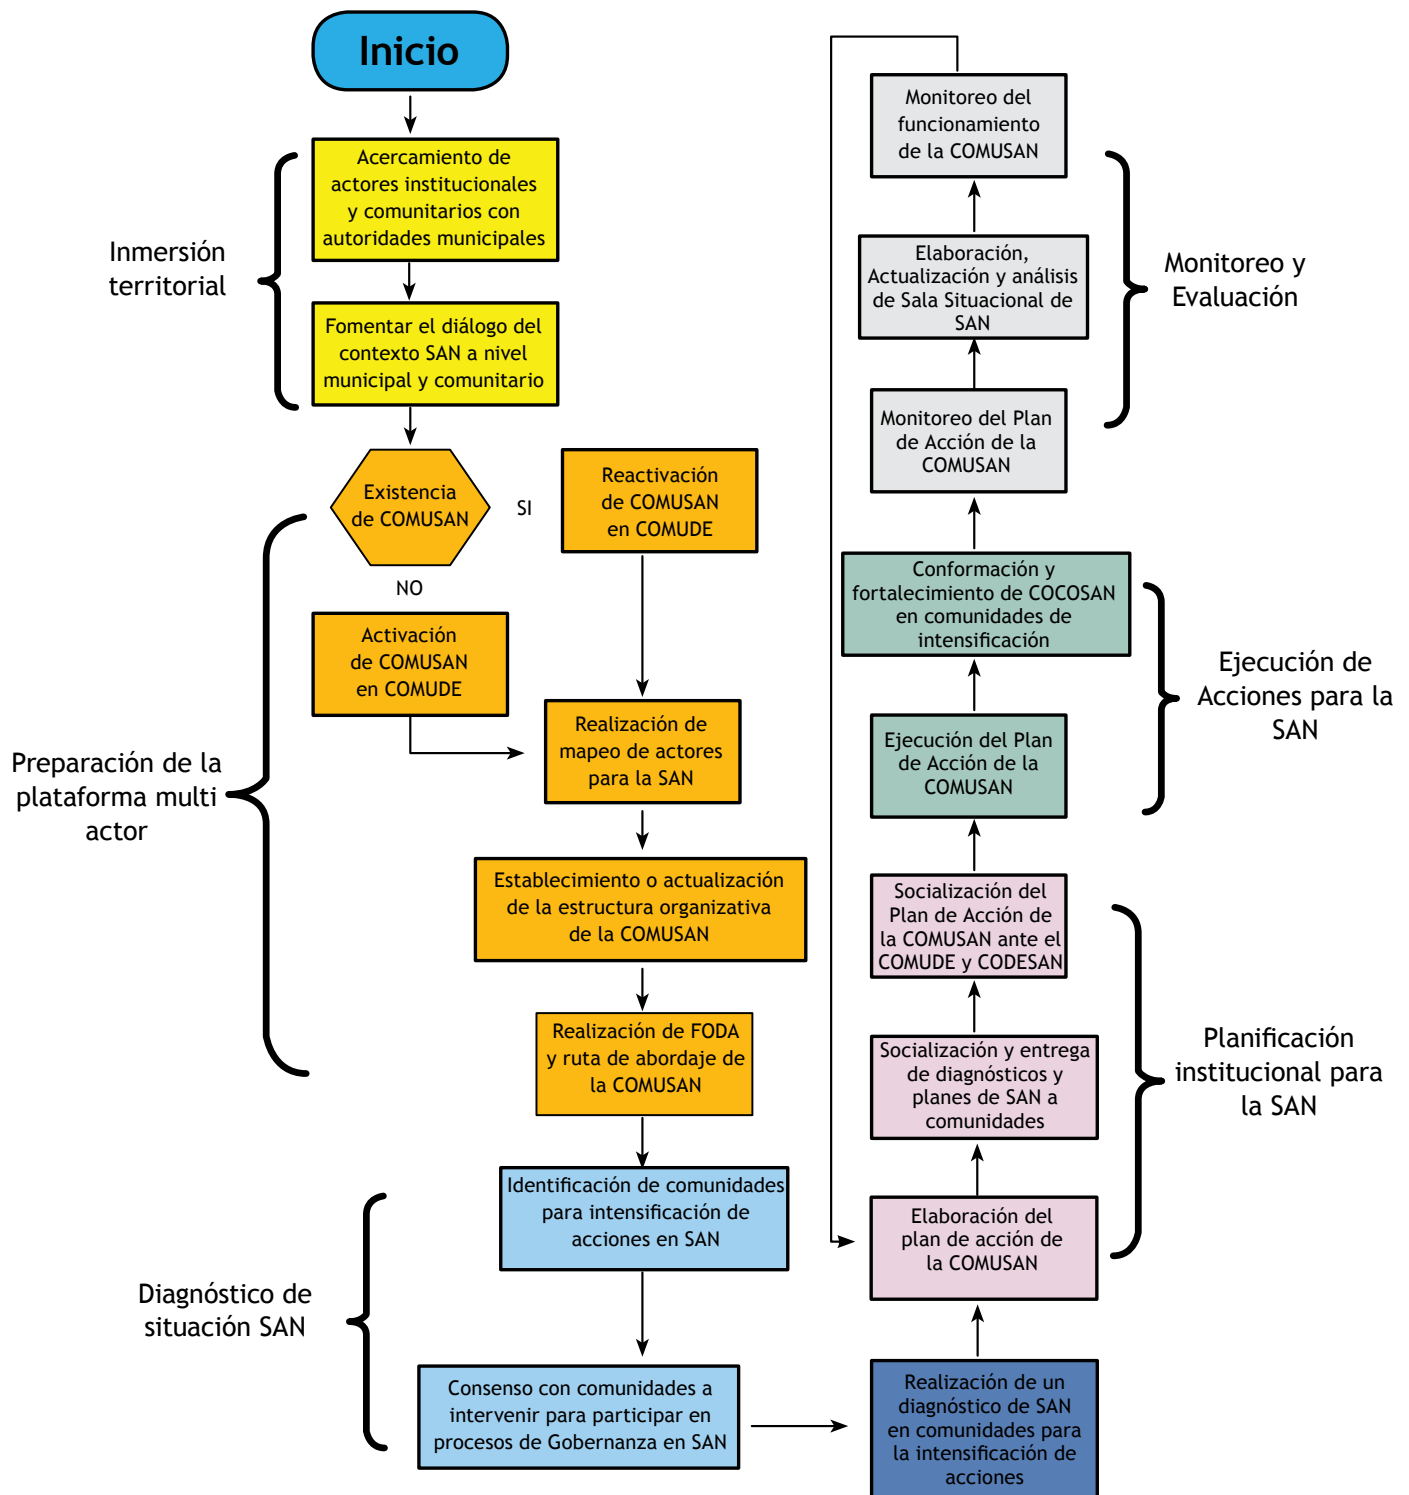 Inicio
Acercamiento de
actores institucionales
y comunitarios con
autoridades municipales
Inmersión
territorial
Fomentar el diálogo del
contexto SAN a nivel
municipal y comunitario
Existencia
de COMUSAN
SI
NO
Reactivación
de COMUSAN
en COMUDE
Activación
de COMUSAN
en COMUDE
Realización de
mapeo de actores
para la SAN
Preparación de la
plataforma multi
actor
Establecimiento o actualización
de la estructura organizativa
de la COMUSAN
Realización de FODA
y ruta de abordaje de
la COMUSAN
Identificación de comunidades
para intensificación de
acciones en SAN
Diagnóstico de
situación SAN
Consenso con comunidades a
intervenir para participar en
procesos de Gobernanza en SAN
Monitoreo del
funcionamiento
de la COMUSAN
Elaboración,
Actualización y análisis
de Sala Situacional de
SAN
Monitoreo y
Evaluación
Monitoreo del Plan
de Acción de la
COMUSAN
Conformación y
fortalecimiento de COCOSAN
en comunidades de
intensificación
Ejecución de
Acciones para la
SAN
Ejecución del Plan
de Acción de la
COMUSAN
Socialización del
Plan de Acción de
la COMUSAN ante el
COMUDE y CODESAN
Socialización y entrega
de diagnósticos y
planes de SAN a
comunidades
Planificación
institucional para
la SAN
Elaboración del
plan de acción de
la COMUSAN
Realización de un
diagnóstico de SAN
en comunidades para
la intensificación de
acciones